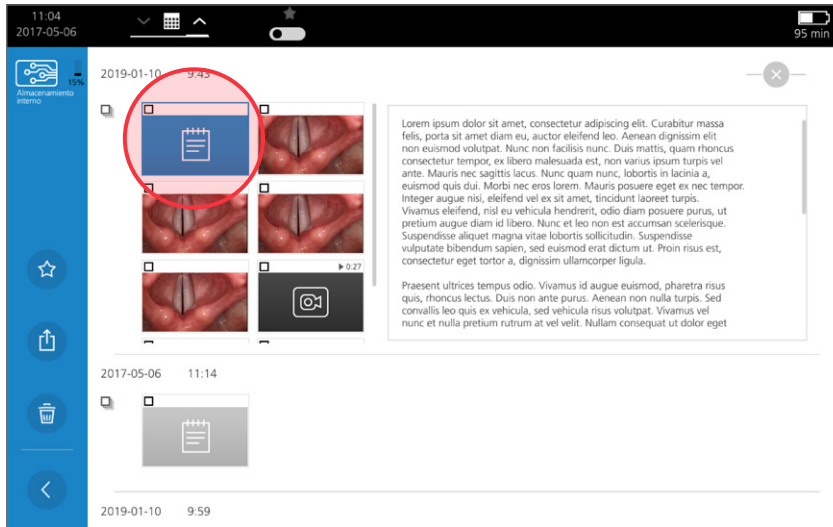 11:04
2017-05-06
95 min
15%
Almacenamiento
interno
2019-01-10 9:43
0:27
Lorem ipsum dolor sit amet, consectetur adipiscing elit. Curabitur massa
felis, porta sit amet diam eu, auctor eleifend leo. Aenean dignissim elit
non euismod volutpat. Nunc non facilisis nunc. Duis mattis, quam rhoncus
consectetur tempor, ex libero malesuada est, non varius ipsum turpis vel
ante. Mauris nec sagittis lacus. Nunc quam nunc, lobortis in lacinia a,
euismod quis dui. Morbi nec eros lorem. Mauris posuere eget ex nec tempor.
Integer augue nisi, eleifend vel ex sit amet, tincidunt laoreet turpis.
Vivamus eleifend, nisl eu vehicula hendrerit, odio diam posuere purus, ut
pretium augue diam id libero. Nunc et leo non est accumsan scelerisque.
Suspendisse aliquet magna vitae lobortis sollicitudin. Suspendisse
vulputate bibendum sapien, sed euismod erat dictum ut. Proin risus est,
consectetur eget tortor a, dignissim ullamcorper ligula.
Praesent ultrices tempus odio. Vivamus id augue euismod, pharetra risus
quis, rhoncus lectus. Duis non ante purus. Aenean non nulla turpis. Sed
convallis leo quis ex vehicula, sed vehicula risus volutpat. Vivamus vel
nunc et nulla pretium rutrum at vel velit. Nullam consequat ut dolor eget
2017-05-06 11:14
2019-01-10 9:59